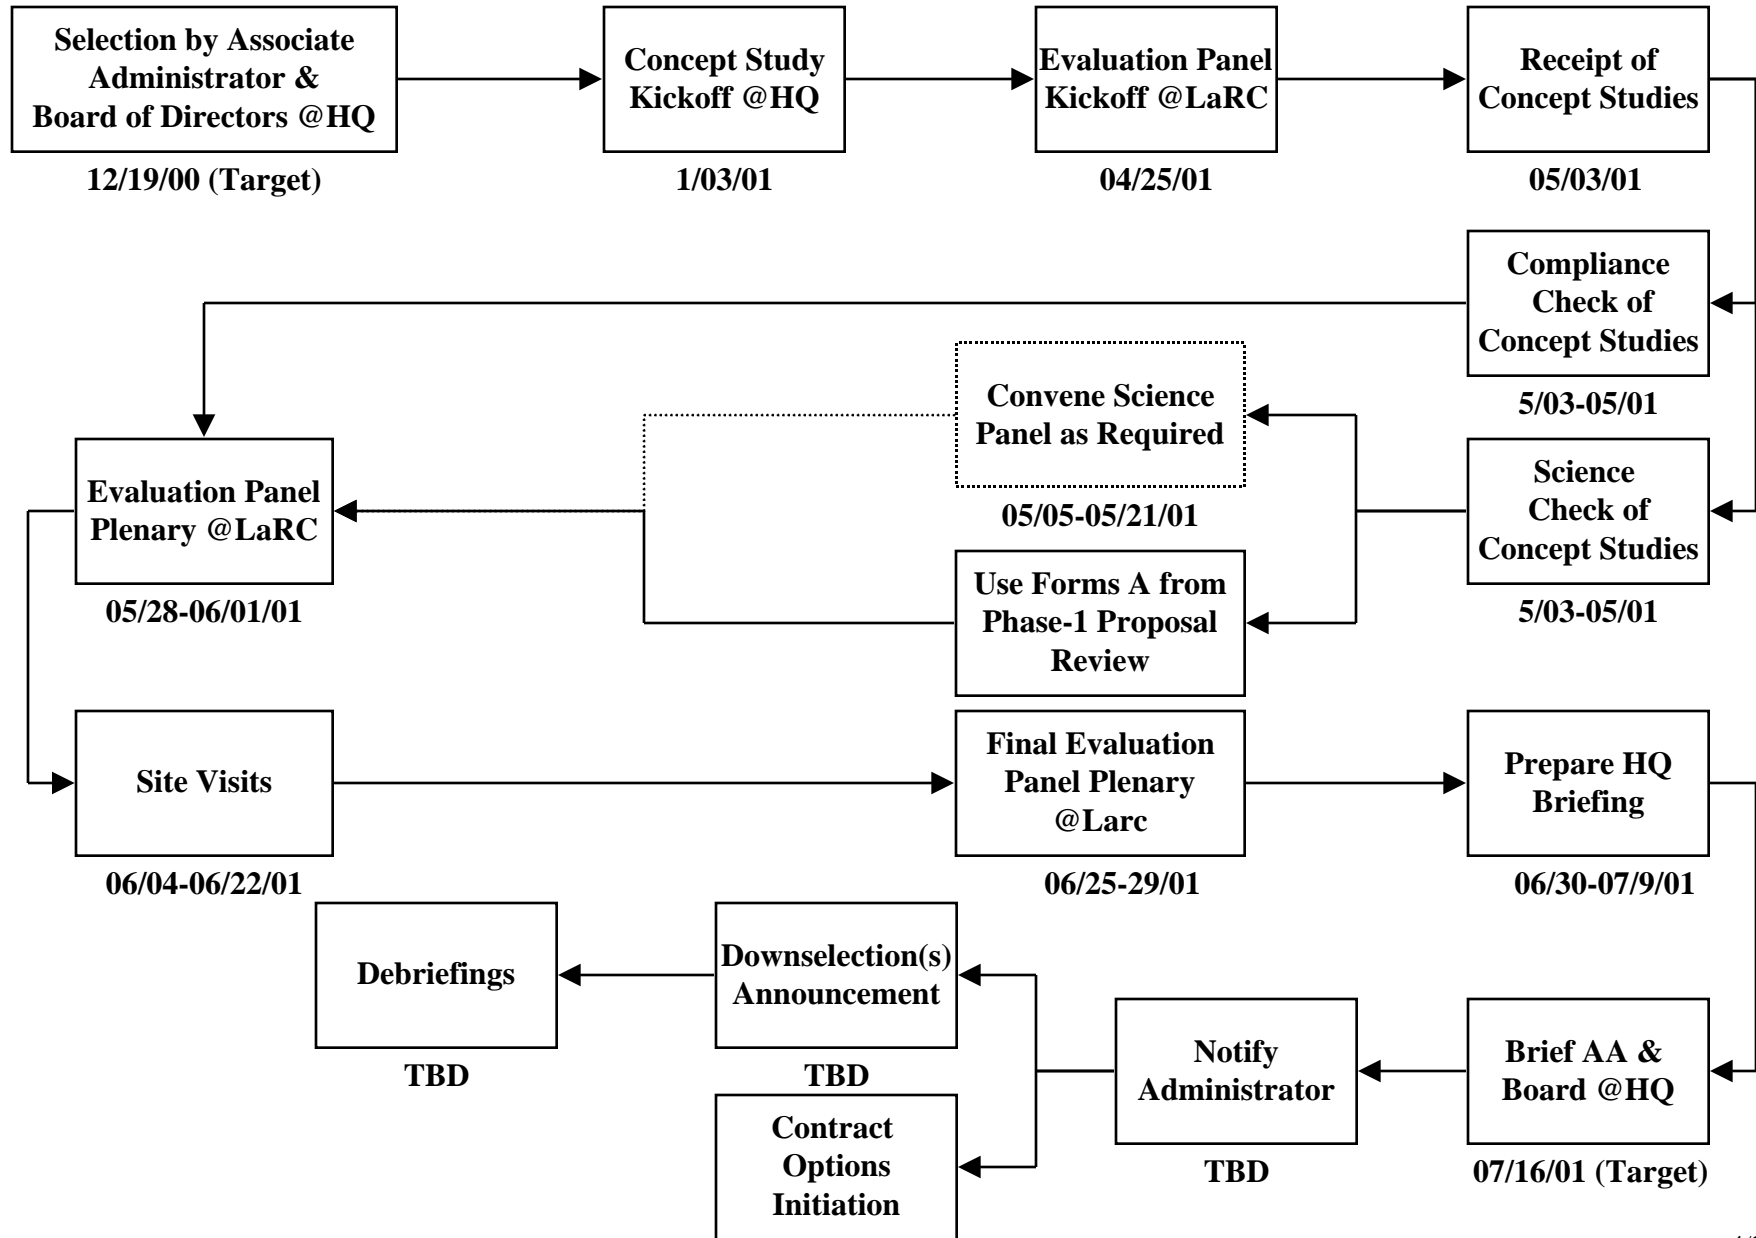 Selection by Associate
Administrator &
Board of Directors @HQ
12/19/00 (Target)
Concept Study
Kickoff @HQ
1/03/01
Evaluation Panel
Kickoff @LaRC
04/25/01
Receipt of
Concept Studies
05/03/01
Compliance
Check of
Concept Studies
5/03-05/01
Convene Science
Panel as Required
05/05-05/21/01
Science
Check of
Concept Studies
5/03-05/01
Evaluation Panel
Plenary @LaRC
05/28-06/01/01
Use Forms A from
Phase-1 Proposal
Review
Site Visits
06/04-06/22/01
Final Evaluation
Panel Plenary
@Larc
06/25-29/01
Prepare HQ
Briefing
06/30-07/9/01
Debriefings
TBD
Downselection(s)
Announcement
TBD
Contract
Options
Initiation
Notify
Administrator
TBD
Brief AA &
Board @HQ
07/16/01 (Target)